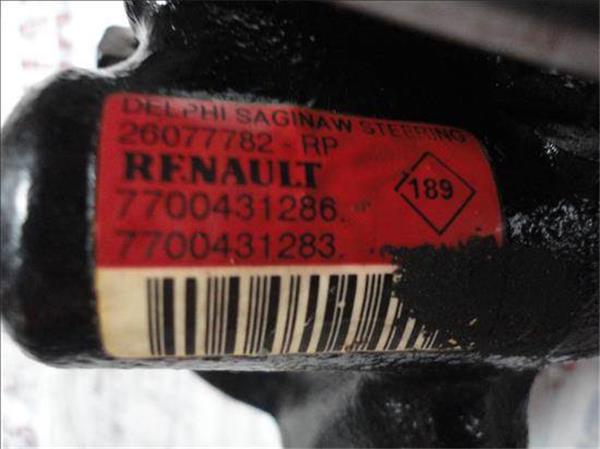 DELPHI SAGINAW STEERING
26077782 - RP
RENAULT
189
7700431286.
7700431283.